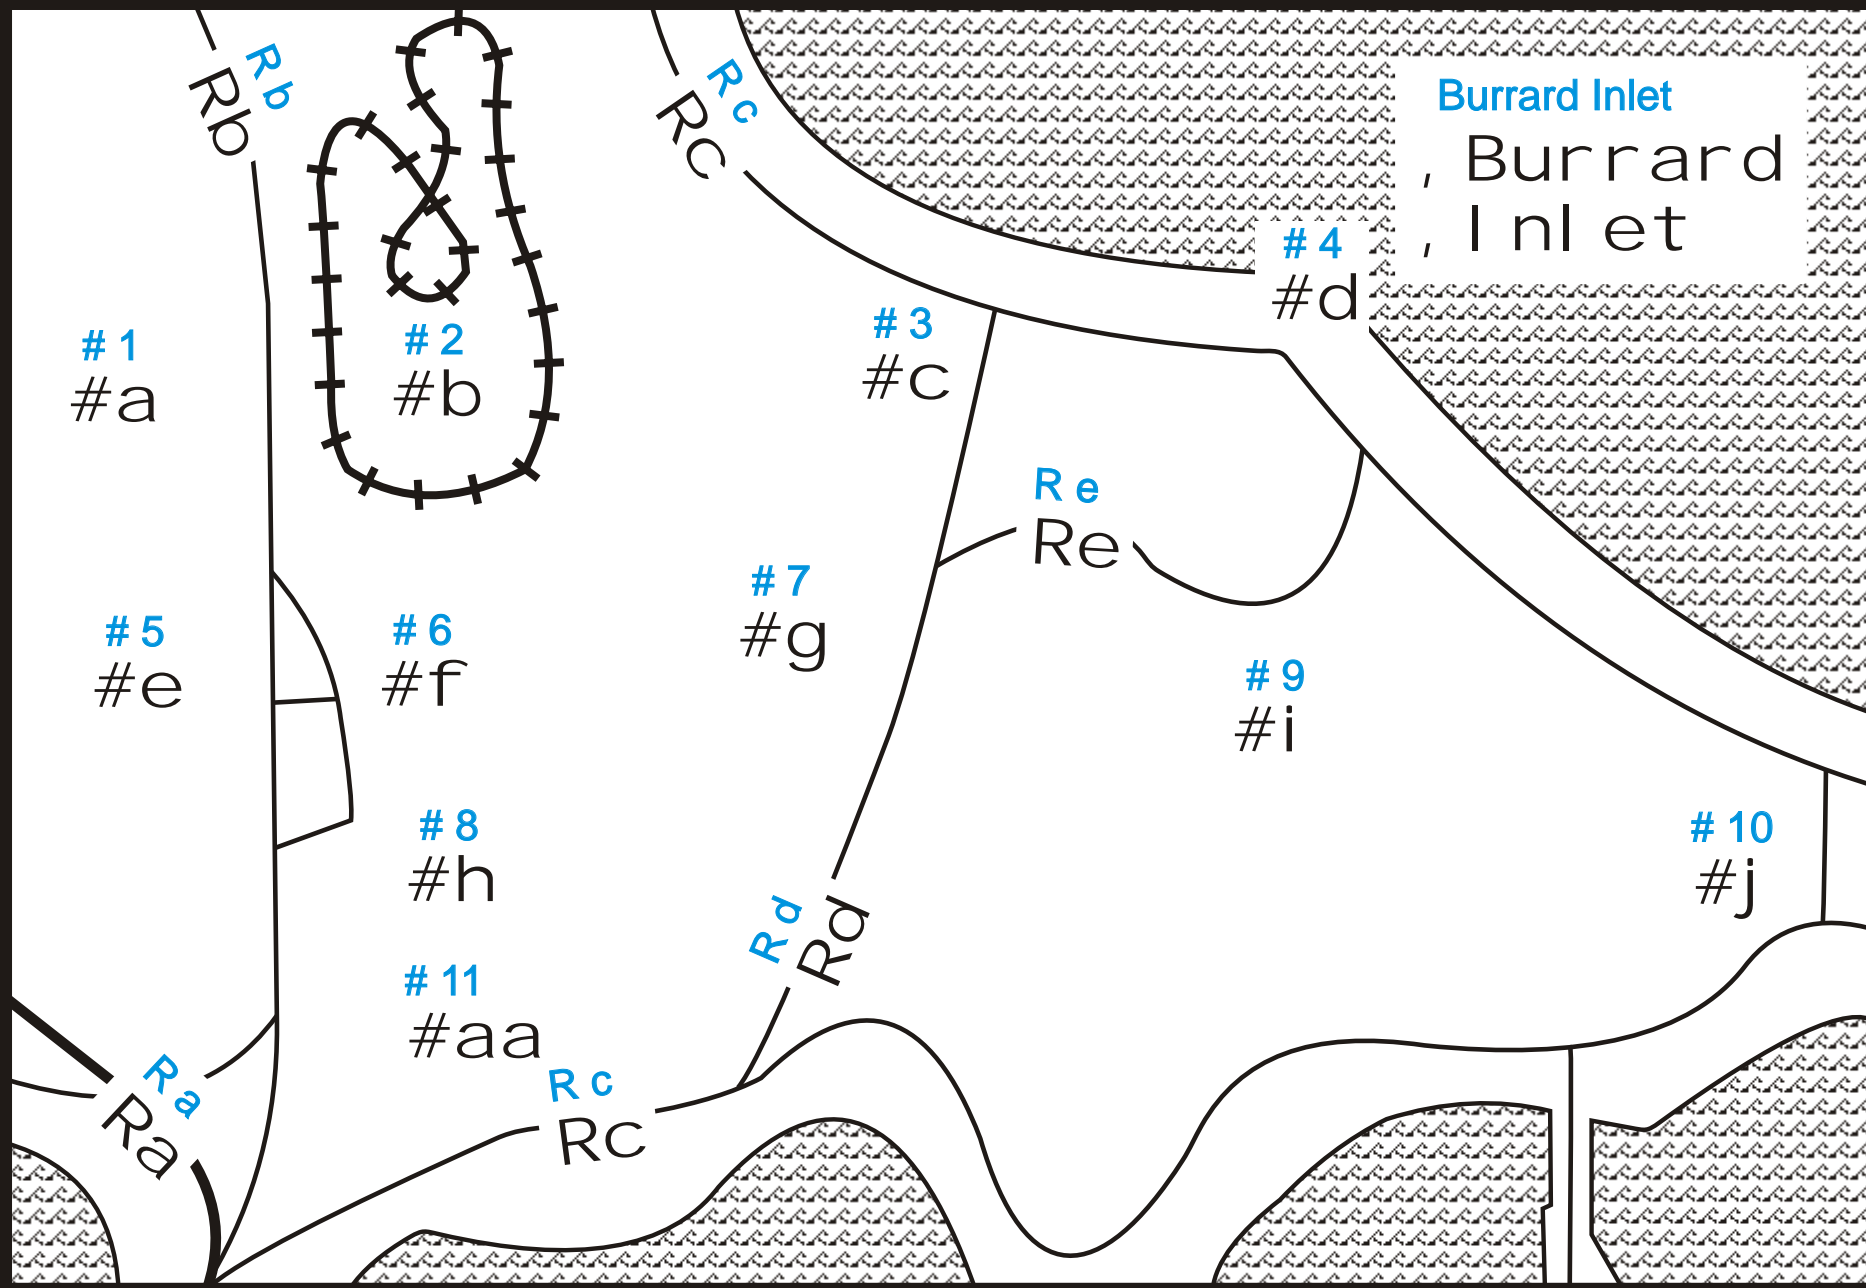 Rb
Rb
Rc
Rc
Burrard Inlet
, Burrard
, Inlet
# 4
#d
# 3
#c
# 1
#a
# 2
#b
Re
Re
# 7
#g
# 5
#e
# 6
#f
# 9
#i
# 8
#h
# 10
#j
Rd
Rd
# 11
#aa
Ra
Ra
Rc
Rc